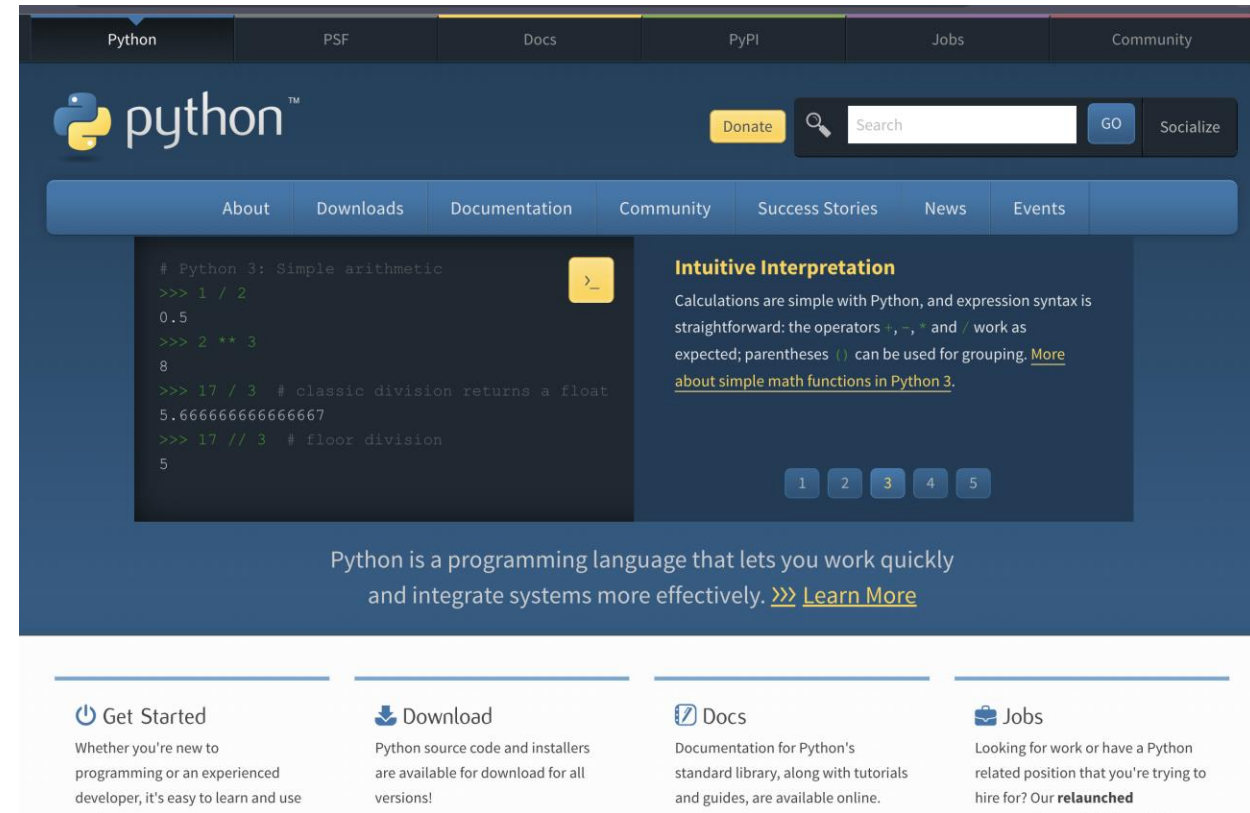 Python PSF Docs PyPI Jobs Community
python™
Donate Search GO Socialize
About Downloads Documentation Community Success Stories News Events
# Python 3: Simple arithmetic
>>> 1 / 2
0.5
>>> 2 ** 3
8
>>> 17 / 3  # classic division returns a float
5.666666666666667
>>> 17 // 3  # floor division
5
>_
Intuitive Interpretation
Calculations are simple with Python, and expression syntax is
straightforward: the operators +, -, * and / work as
expected; parentheses () can be used for grouping. More
about simple math functions in Python 3.
1 2 3 4 5
Python is a programming language that lets you work quickly
and integrate systems more effectively. >>> Learn More
Get Started
Whether you're new to
programming or an experienced
developer, it's easy to learn and use
Download
Python source code and installers
are available for download for all
versions!
Docs
Documentation for Python's
standard library, along with tutorials
and guides, are available online.
Jobs
Looking for work or have a Python
related position that you're trying to
hire for? Our relaunched